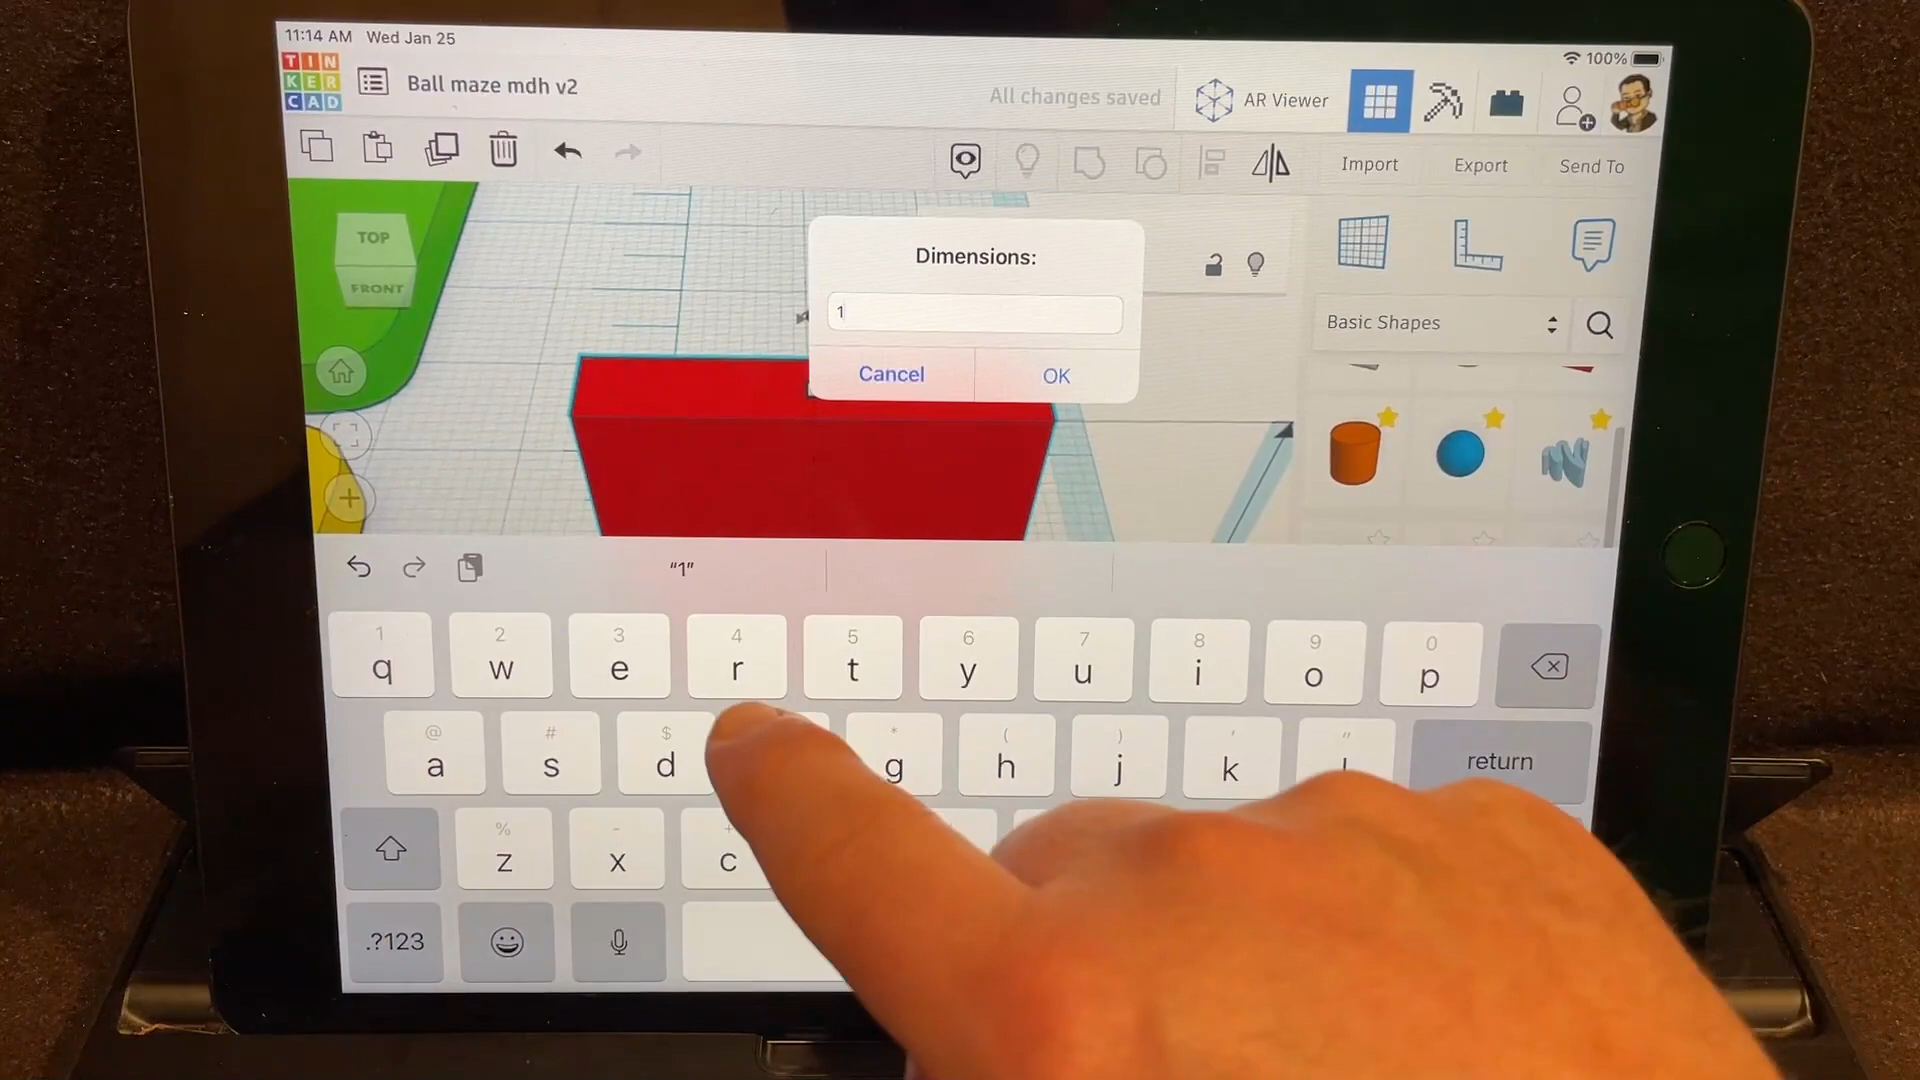 11:14 AM Wed Jan 25
100%
TIN
KER
CAD
Ball maze mdh v2
All changes saved
AR Viewer
Import
Export
Send To
TOP
FRONT
Dimensions:
1
Cancel
OK
Basic Shapes
"1"
1 2 3 4 5 6 7 8 9 0
q w e r t y u i o p
@ # $ * ( ) ' "
a s d g h j k
return
% - +
z x c
.?123